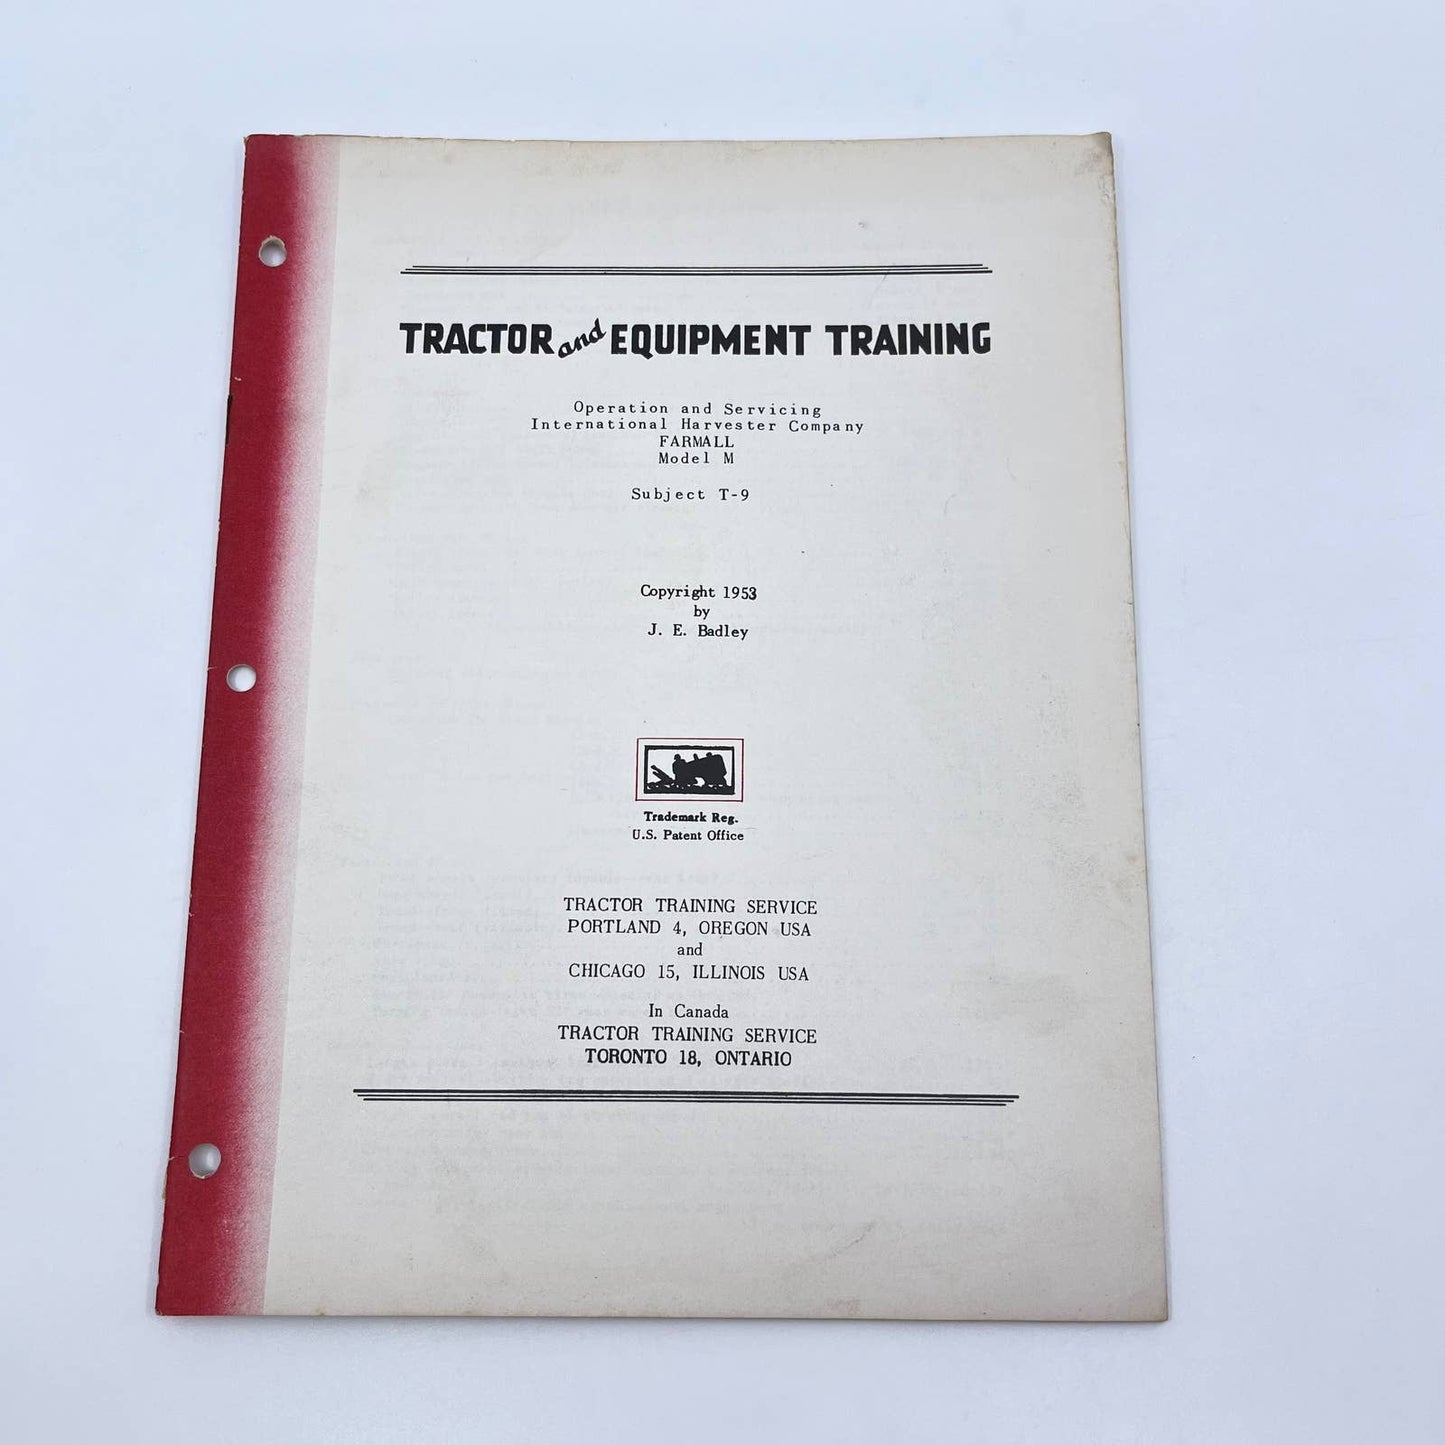 TRACTOR and EQUIPMENT TRAINING
Operation and Servicing
International Harvester Company
FARMALL
Model M
Subject T-9
Copyright 1953
by
J. E. Badley
Trademark Reg.
U.S. Patent Office
TRACTOR TRAINING SERVICE
PORTLAND 4, OREGON USA
and
CHICAGO 15, ILLINOIS USA
In Canada
TRACTOR TRAINING SERVICE
TORONTO 18, ONTARIO